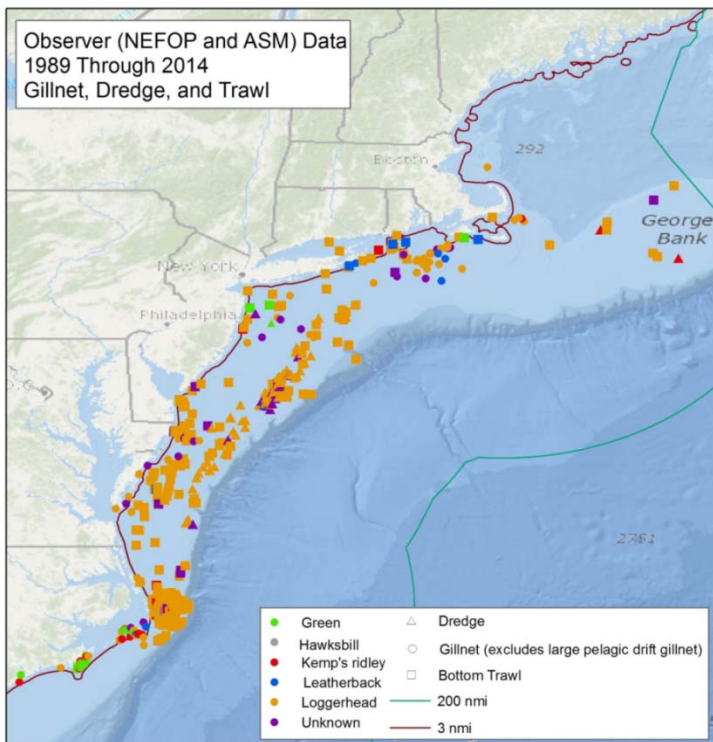 Observer (NEFOP and ASM) Data
1989 Through 2014
Gillnet, Dredge, and Trawl
Boston
292
George
Bank
New York
Philadelphia
2751
Green
Hawksbill
Kemp's ridley
Leatherback
Loggerhead
Unknown
Dredge
Gillnet (excludes large pelagic drift gillnet)
Bottom Trawl
200 nmi
3 nmi